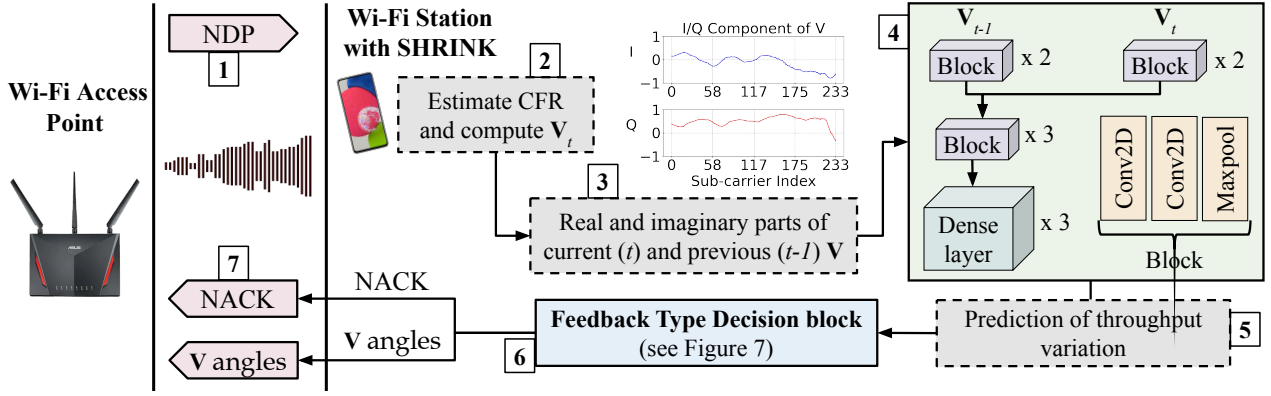 Wi-Fi Access
Point
NDP
1
7
NACK
V angles
Wi-Fi Station
with SHRINK
2
Estimate CFR
and compute V_t
I/Q Component of V
I
1
0
−1
0 58 117 175 233
Q
1
0
−1
0 58 117 175 233
Sub-carrier Index
3
Real and imaginary parts of
current (t) and previous (t-1) V
4
V_t-1
V_t
Block x 2
Block x 2
Block x 3
Dense
layer x 3
Conv2D
Conv2D
Maxpool
Block
Prediction of throughput
variation
5
Feedback Type Decision block
(see Figure 7)
6
NACK
V angles